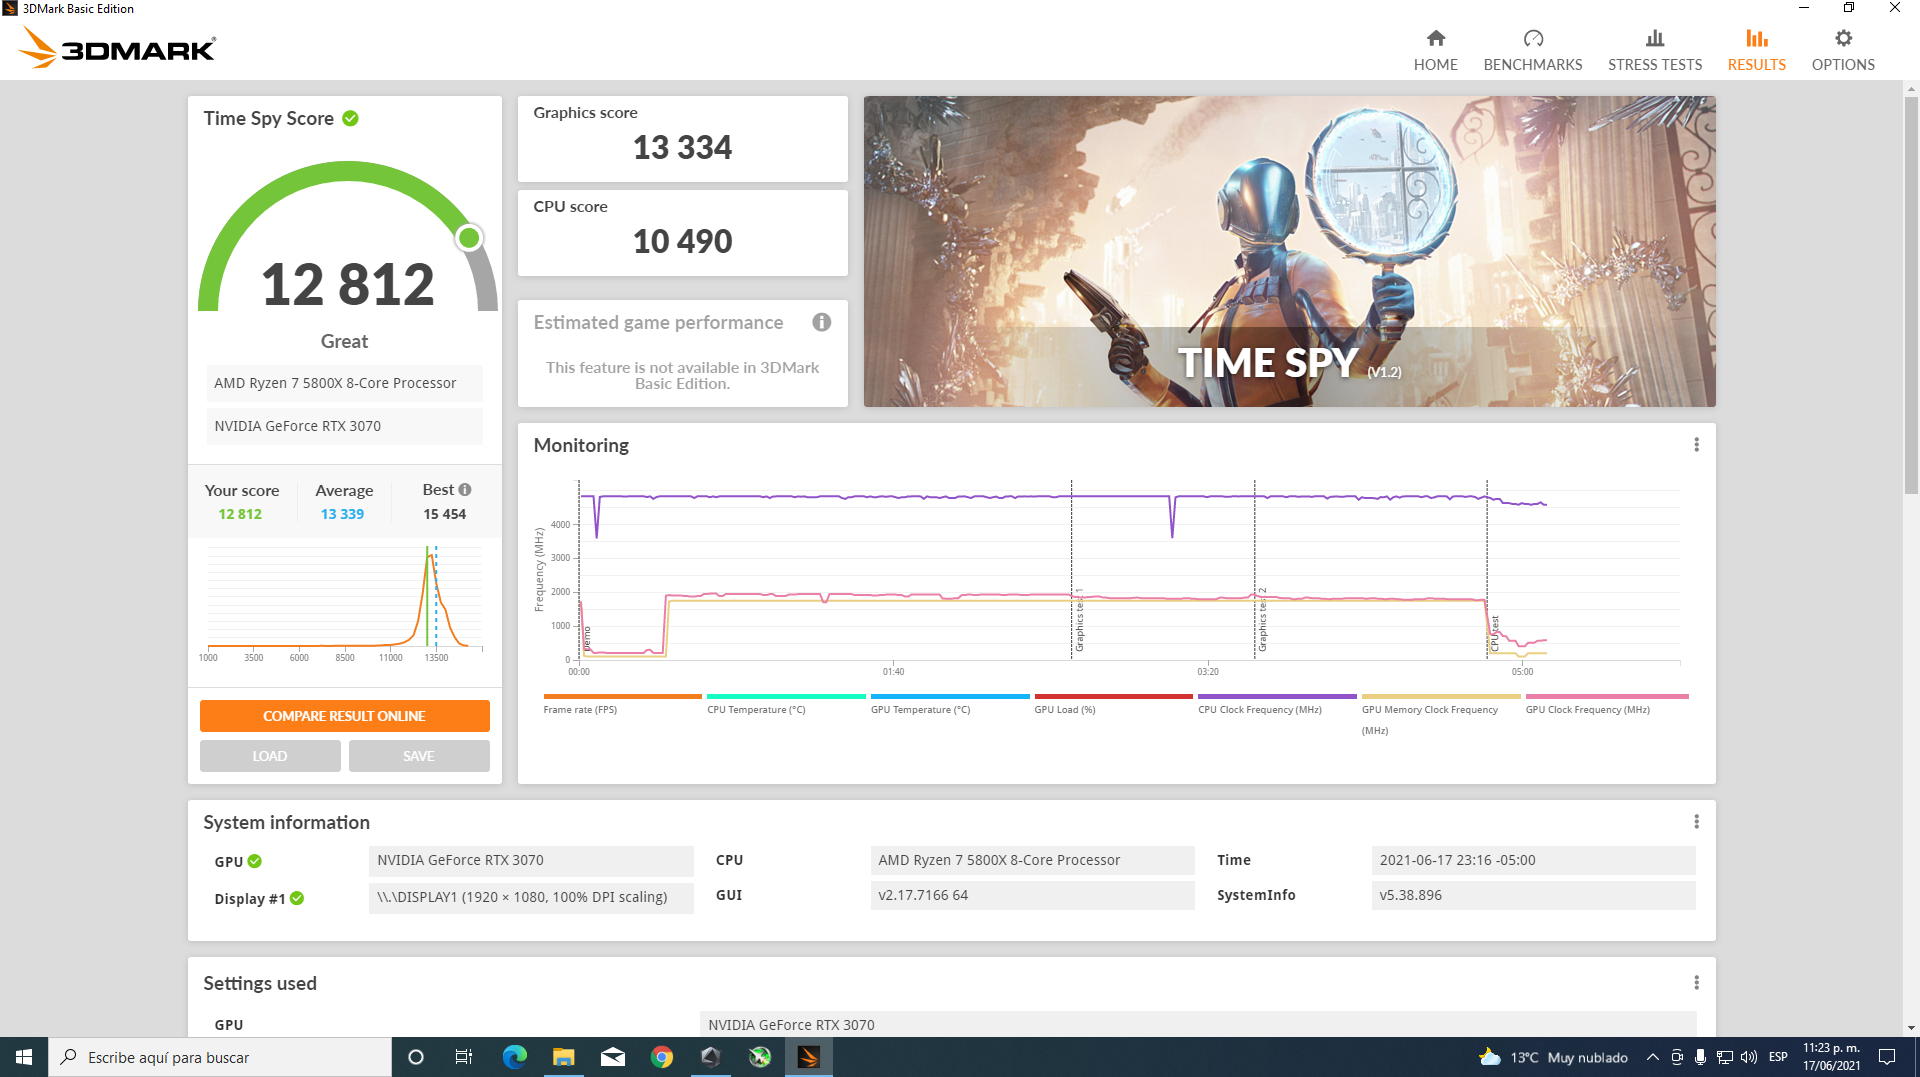 3DMark Basic Edition
3DMARK®
HOME
BENCHMARKS
STRESS TESTS
RESULTS
OPTIONS
Time Spy Score
12 812
Great
AMD Ryzen 7 5800X 8-Core Processor
NVIDIA GeForce RTX 3070
Your score
12 812
Average
13 339
Best
15 454
1000 3500 6000 8500 11000 13500
COMPARE RESULT ONLINE
LOAD
SAVE
Graphics score
13 334
CPU score
10 490
Estimated game performance
This feature is not available in 3DMark
Basic Edition.
TIME SPY (V1.2)
Monitoring
Frequency (MHz)
4000
3000
2000
1000
0
Demo
Graphics test 1
Graphics test 2
CPU test
00:00 01:40 03:20 05:00
Frame rate (FPS)
CPU Temperature (°C)
GPU Temperature (°C)
GPU Load (%)
CPU Clock Frequency (MHz)
GPU Memory Clock Frequency
(MHz)
GPU Clock Frequency (MHz)
System information
GPU
NVIDIA GeForce RTX 3070
CPU
AMD Ryzen 7 5800X 8-Core Processor
Time
2021-06-17 23:16 -05:00
Display #1
\\.\DISPLAY1 (1920 × 1080, 100% DPI scaling)
GUI
v2.17.7166 64
SystemInfo
v5.38.896
Settings used
GPU
NVIDIA GeForce RTX 3070
Escribe aquí para buscar
13°C Muy nublado
ESP
11:23 p. m.
17/06/2021